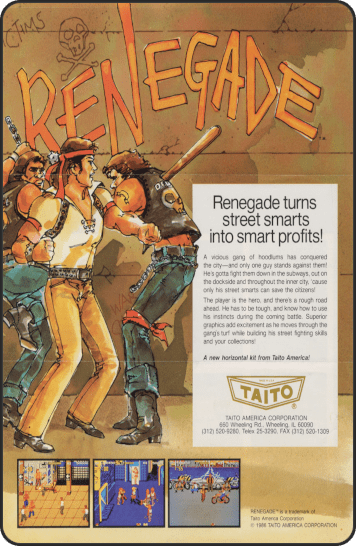 JIMS
RENEGADE
Renegade turns
street smarts
into smart profits!
A vicious gang of hoodlums has conquered
the city—and only one guy stands against them!
He's gotta fight them down in the subways, out on
the dockside and throughout the inner city, 'cause
only his street smarts can save the citizens!
The player is the hero, and there's a rough road
ahead. He has to be tough, and know how to use
his instincts during the coming battle. Superior
graphics add excitement as he moves through the
gang's turf while building his street fighting skills
and your collections!
A new horizontal kit from Taito America!
TAITO
TAITO AMERICA CORPORATION
660 Wheeling Rd., Wheeling, IL 60090
(312) 520-9280, Telex 25-3290, FAX (312) 520-1309
RENEGADE™ is a trademark of
Taito America Corporation
© 1986 TAITO AMERICA CORPORATION